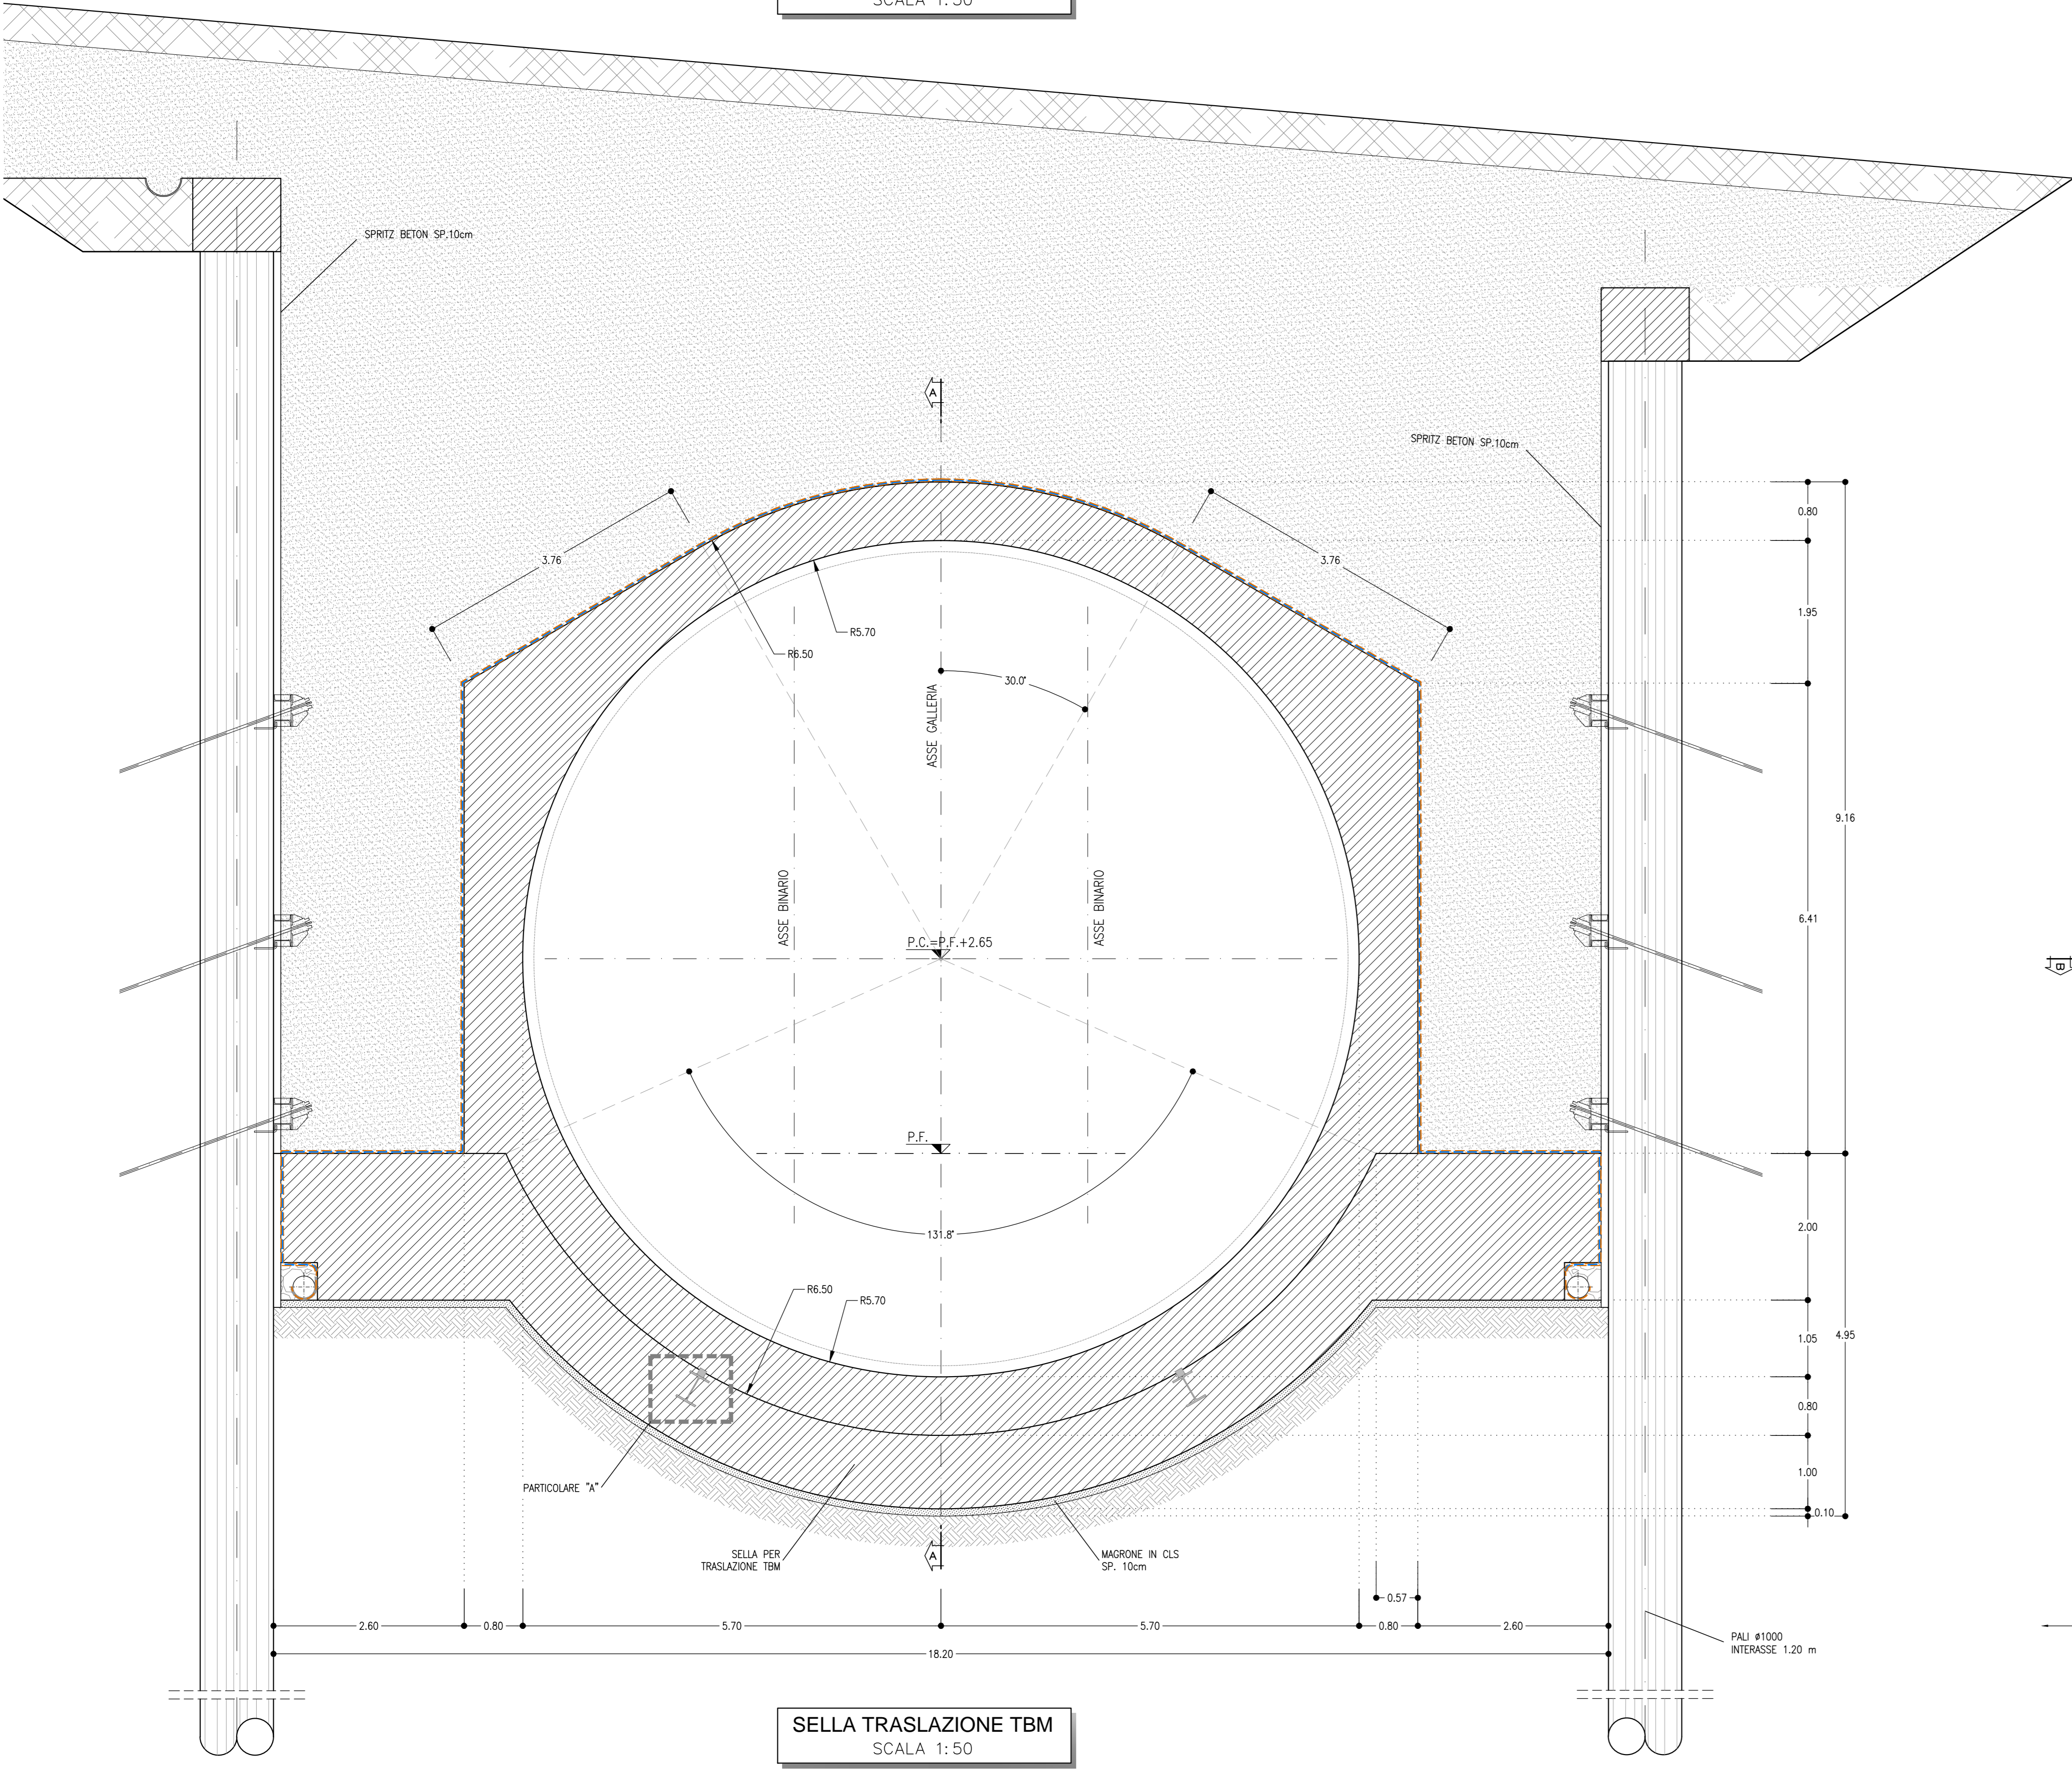 SCALA 1:50
SPRITZ BETON SP.10cm
A
SPRITZ BETON SP.10cm
3.76
3.76
0.80
1.95
R5.70
R6.50
30.0°
ASSE GALLERIA
9.16
ASSE BINARIO
ASSE BINARIO
6.41
P.C.=P.F.+2.65
B
P.F.
131.8°
2.00
R6.50
R5.70
1.05
4.95
0.80
1.00
PARTICOLARE "A"
0.10
SELLA PER
TRASLAZIONE TBM
A
MAGRONE IN CLS
SP. 10cm
0.57
2.60
0.80
5.70
5.70
0.80
2.60
18.20
PALI ø1000
INTERASSE 1.20 m
SELLA TRASLAZIONE TBM
SCALA 1:50